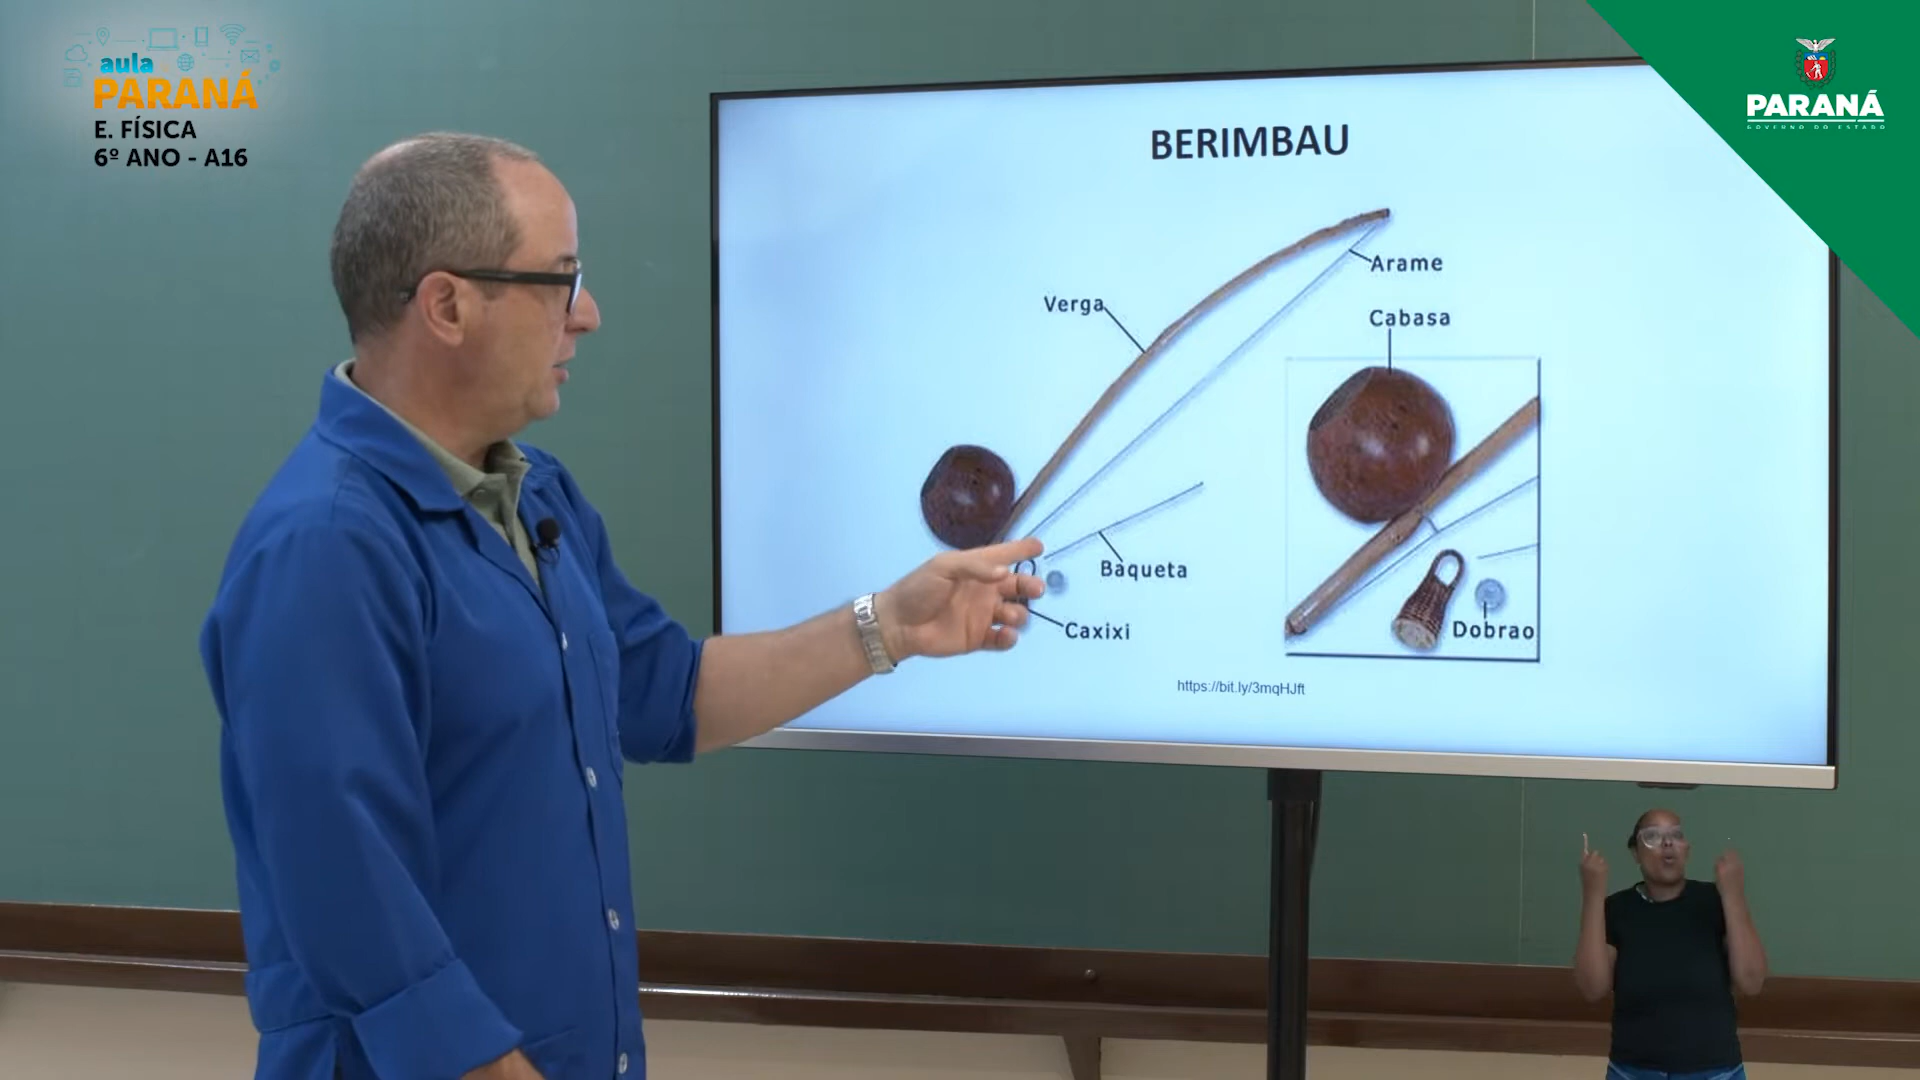 aula
PARANÁ
E. FÍSICA
6º ANO - A16
PARANÁ
GOVERNO DO ESTADO
BERIMBAU
Arame
Verga
Cabasa
Baqueta
Caxixi
Dobrao
https://bit.ly/3mqHJft